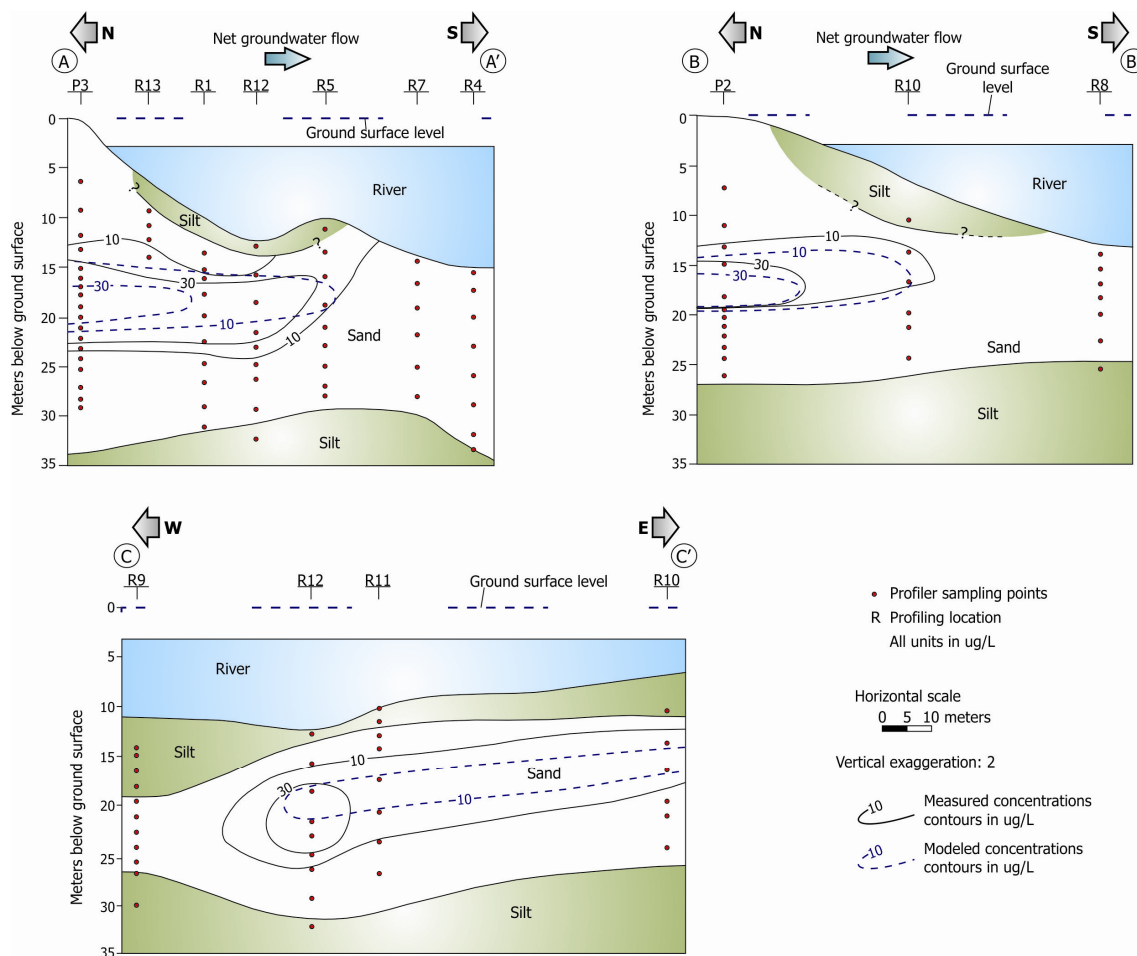 N
S
Net groundwater flow
A
A′
P3
R13
R1
R12
R5
R7
R4
Ground surface level
0
5
10
15
20
25
30
35
Meters below ground surface
River
?
Silt
?
10
30
30
10
10
Sand
Silt
N
S
Net groundwater flow
B
B
Ground surface
level
P2
R10
R8
0
5
10
15
20
25
30
35
Meters below ground surface
River
Silt
?
?
10
10
30
30
Sand
Silt
W
E
C
C′
R9
R12
R11
R10
Ground surface level
0
5
10
15
20
25
30
35
Meters below ground surface
River
Silt
10
30
Sand
10
Silt
Profiler sampling points
R Profiling location
All units in ug/L
Horizontal scale
0 5 10 meters
Vertical exaggeration: 2
10
Measured concentrations
contours in ug/L
10
Modeled concentrations
contours in ug/L